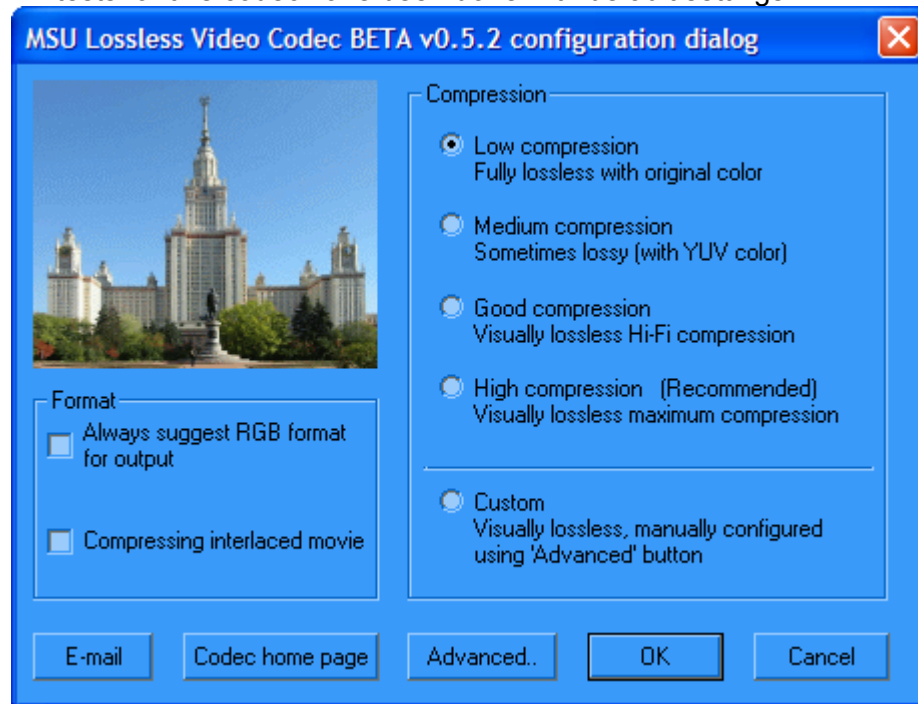 MSU Lossless Video Codec BETA v0.5.2 configuration dialog
Compression
Low compression
Fully lossless with original color
Medium compression
Sometimes lossy (with YUV color)
Good compression
Visually lossless Hi-Fi compression
High compression (Recommended)
Visually lossless maximum compression
Custom
Visually lossless, manually configured
using 'Advanced' button
Format
Always suggest RGB format
for output
Compressing interlaced movie
E-mail
Codec home page
Advanced..
OK
Cancel